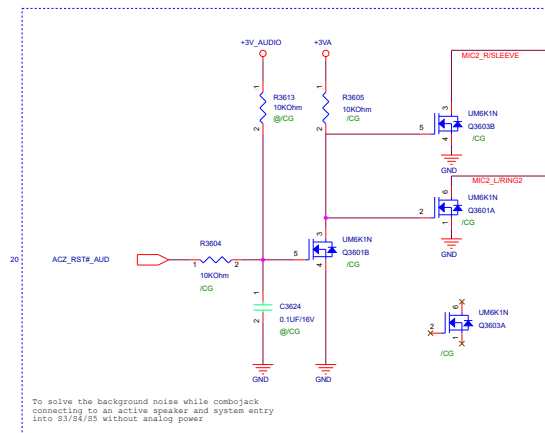 +3V_AUDIO
+3VA
MIC2_R/SLEEVE
1
R3613
10KOhm
@/CG
2
1
R3605
10KOhm
/CG
2
3
5
4
UM6K1N
Q3603B
/CG
GND
MIC2_L/RING2
6
2
1
UM6K1N
Q3601A
/CG
GND
20
ACZ_RST#_AUD
R3604
1
2
10KOhm
/CG
3
5
4
UM6K1N
Q3601B
/CG
1
C3624
0.1UF/16V
2
@/CG
GND
GND
6
2
1
UM6K1N
Q3603A
/CG
To solve the background noise while combojack
connecting to an active speaker and system entry
into S3/S4/S5 without analog power